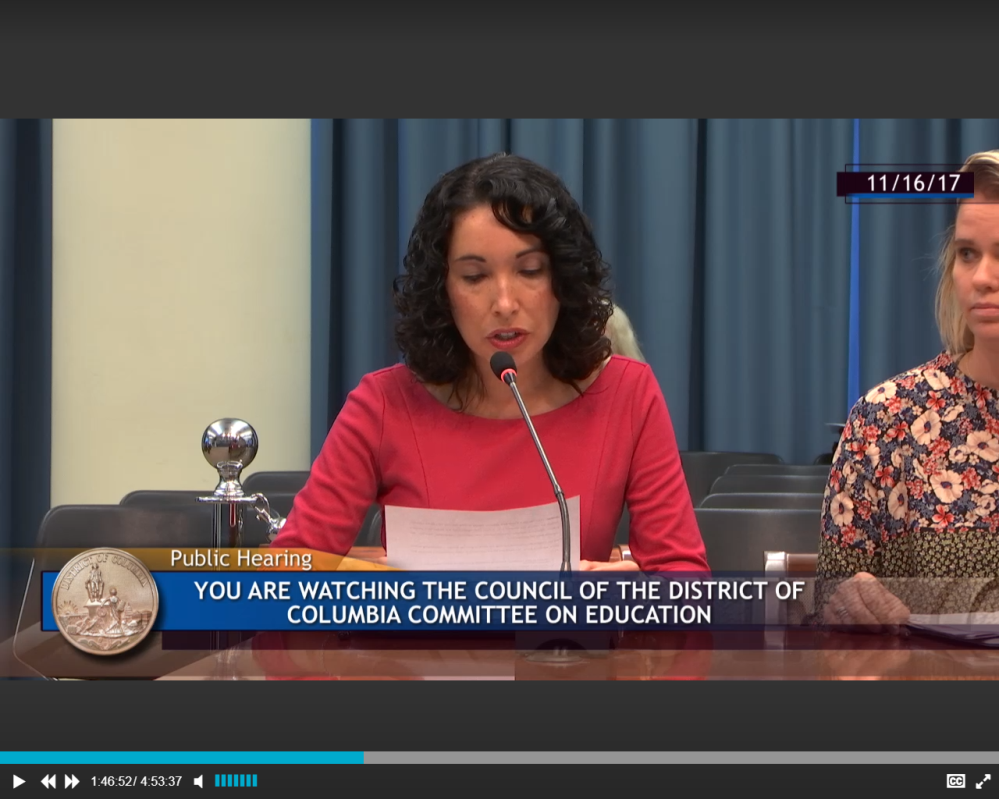 11/16/17
Public Hearing
YOU ARE WATCHING THE COUNCIL OF THE DISTRICT OF
COLUMBIA COMMITTEE ON EDUCATION
1:46:52/ 4:53:37
CC